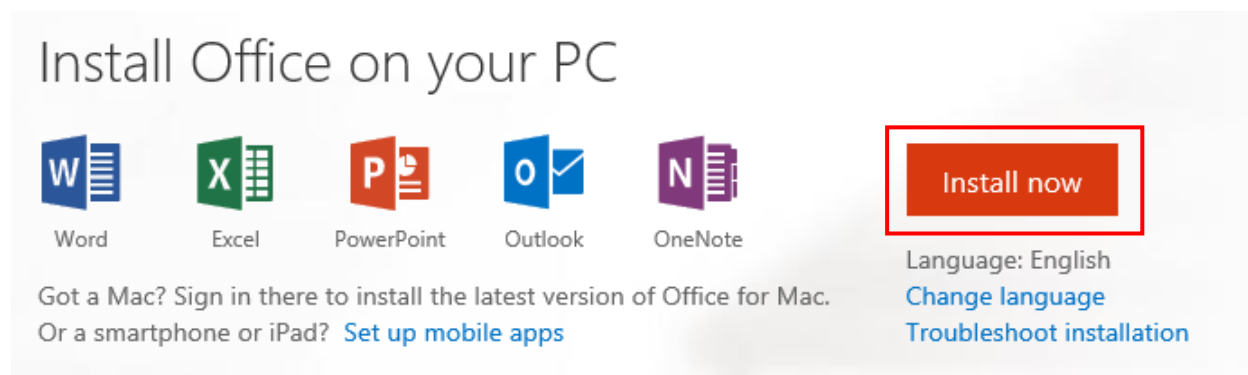 Install Office on your PC
W
X
P
O
N
Word
Excel
PowerPoint
Outlook
OneNote
Got a Mac? Sign in there to install the latest version of Office for Mac.
Or a smartphone or iPad? Set up mobile apps
Install now
Language: English
Change language
Troubleshoot installation